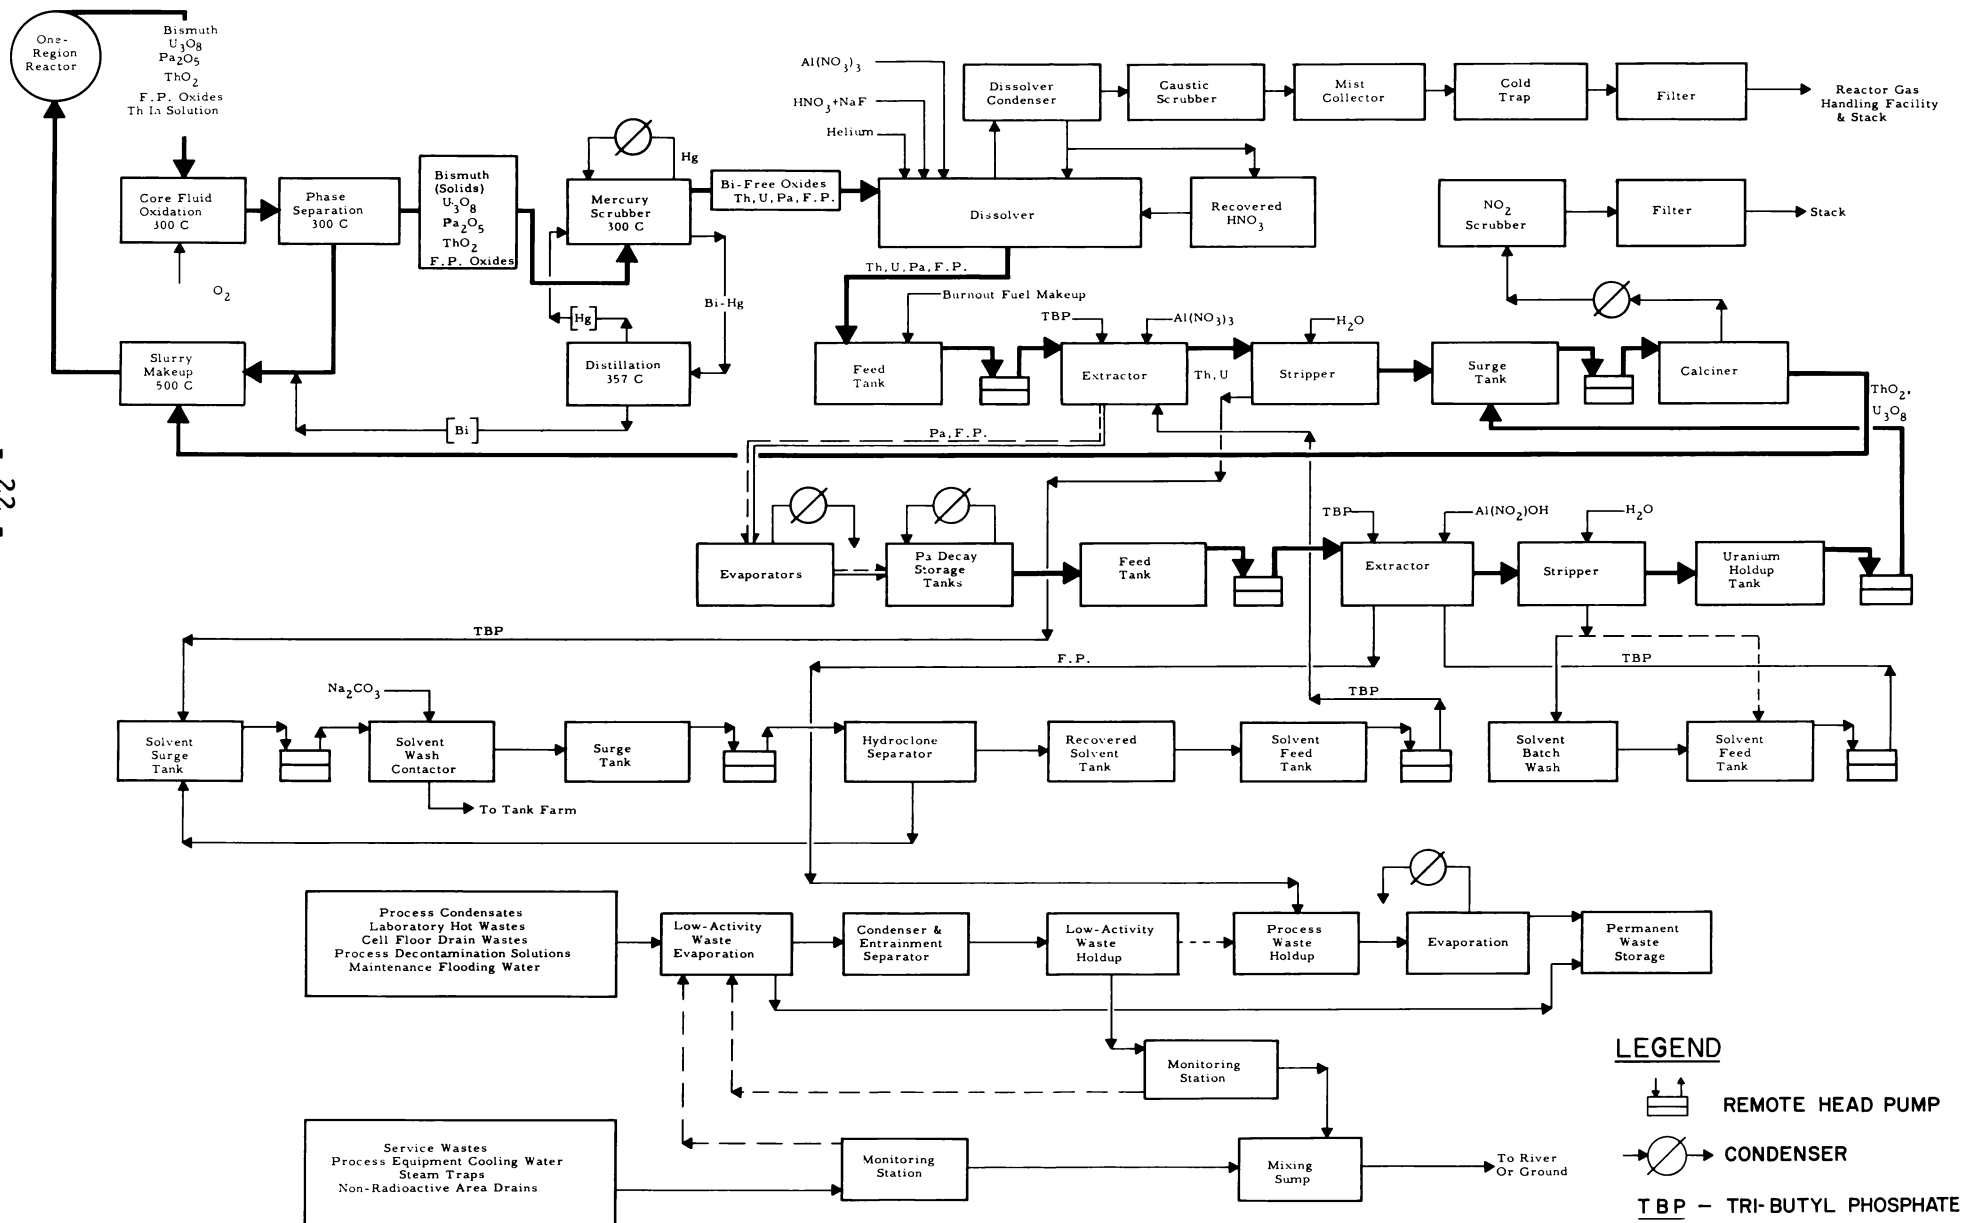 One-
Region
Reactor
Bismuth
U3O8
Pa2O5
ThO2
F.P. Oxides
Th In Solution
Al(NO3)3
HNO3+NaF
Helium
Dissolver
Condenser
Caustic
Scrubber
Mist
Collector
Cold
Trap
Filter
Reactor Gas
Handling Facility
& Stack
Core Fluid
Oxidation
300 C
Phase
Separation
300 C
Bismuth
(Solids)
U3O8
Pa2O5
ThO2
F.P. Oxides
Hg
Mercury
Scrubber
300 C
Bi-Free Oxides
Th, U, Pa, F.P.
Dissolver
Recovered
HNO3
NO2
Scrubber
Filter
Stack
O2
Th, U, Pa, F.P.
Bi-Hg
[Hg]
Burnout Fuel Makeup
TBP
Al(NO3)3
H2O
Slurry
Makeup
500 C
Distillation
357 C
Feed
Tank
Extractor
Th, U
Stripper
Surge
Tank
Calciner
ThO2,
U3O8
[Bi]
Pa, F.P.
- 22 -
TBP
Al(NO2)OH
H2O
Evaporators
Pa Decay
Storage
Tanks
Feed
Tank
Extractor
Stripper
Uranium
Holdup
Tank
TBP
F.P.
TBP
TBP
Na2CO3
Solvent
Surge
Tank
Solvent
Wash
Contactor
Surge
Tank
Hydroclone
Separator
Recovered
Solvent
Tank
Solvent
Feed
Tank
Solvent
Batch
Wash
Solvent
Feed
Tank
To Tank Farm
Process Condensates
Laboratory Hot Wastes
Cell Floor Drain Wastes
Process Decontamination Solutions
Maintenance Flooding Water
Low-Activity
Waste
Evaporation
Condenser &
Entrainment
Separator
Low-Activity
Waste
Holdup
Process
Waste
Holdup
Evaporation
Permanent
Waste
Storage
Monitoring
Station
Service Wastes
Process Equipment Cooling Water
Steam Traps
Non-Radioactive Area Drains
Monitoring
Station
Mixing
Sump
To River
Or Ground
LEGEND
REMOTE HEAD PUMP
CONDENSER
TBP – TRI-BUTYL PHOSPHATE